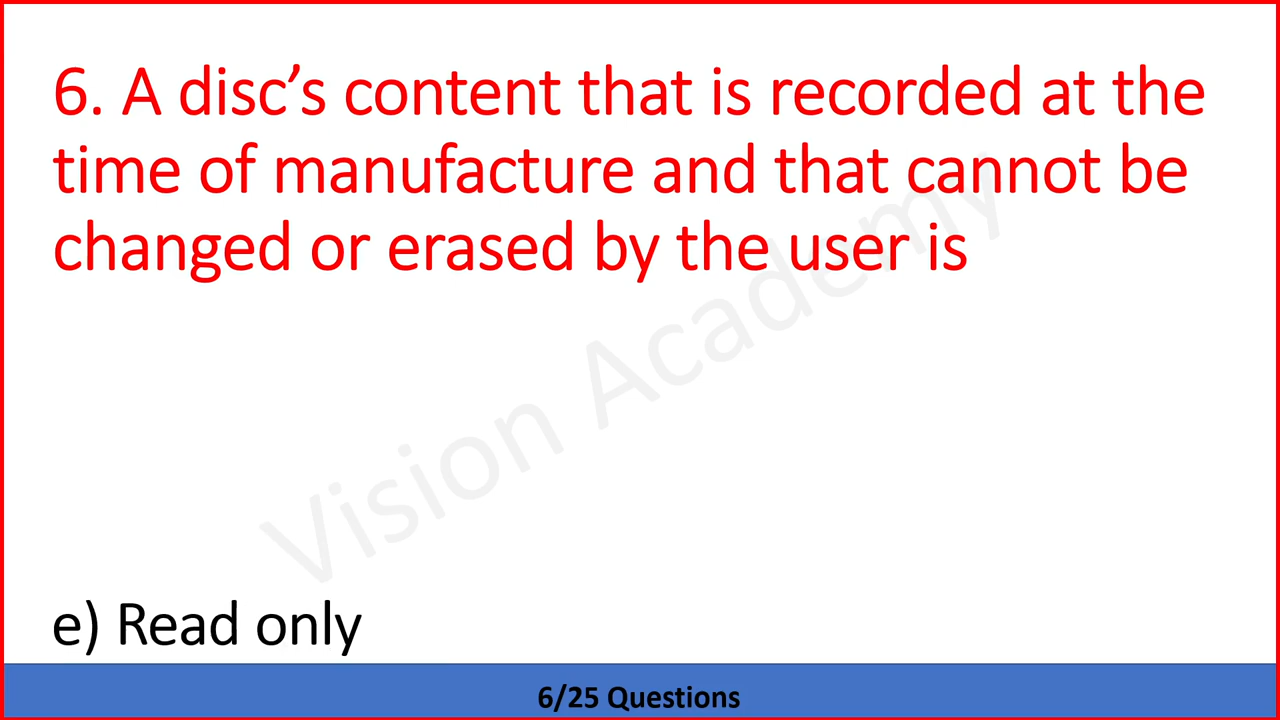 6. A disc’s content that is recorded at the
time of manufacture and that cannot be
changed or erased by the user is
Vision Academy
e) Read only
6/25 Questions